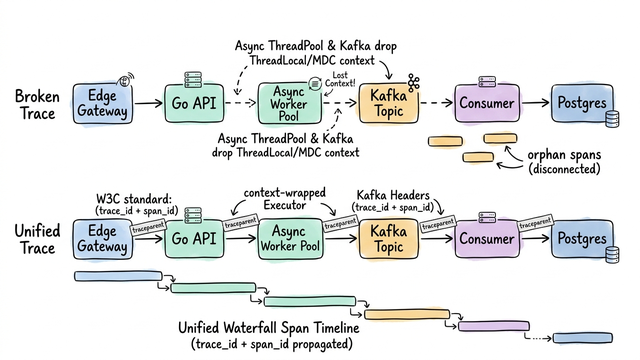 Async ThreadPool & Kafka drop
ThreadLocal/MDC context
Broken
Trace
Edge
Gateway
Go API
Async
Worker
Pool
Lost
Context!
Kafka
Topic
Consumer
Postgres
Async ThreadPool & Kafka
drop ThreadLocal/MDC context
orphan spans
(disconnected)
W3C standard:
(trace_id + span_id)
context-wrapped
Executor
Kafka Headers
(trace_id + span_id)
Unified
Trace
Edge
Gateway
traceparent
Go API
traceparent
Async
Worker Pool
traceparent
Kafka
Topic
traceparent
Consumer
traceparent
Postgres
Unified Waterfall Span Timeline
(trace_id + span_id propagated)